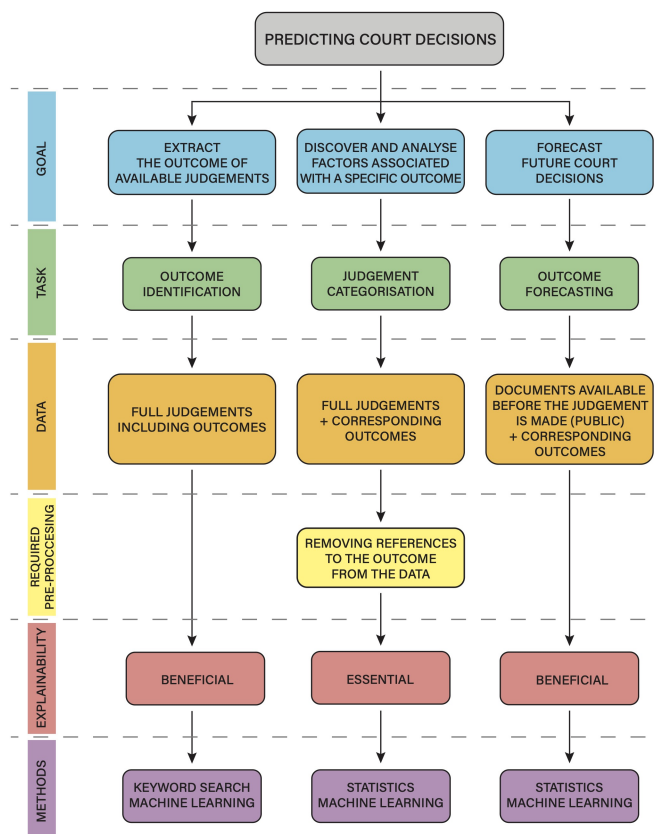 PREDICTING COURT DECISIONS
GOAL
EXTRACT
THE OUTCOME OF
AVAILABLE JUDGEMENTS
DISCOVER AND ANALYSE
FACTORS ASSOCIATED
WITH A SPECIFIC OUTCOME
FORECAST
FUTURE COURT
DECISIONS
TASK
OUTCOME
IDENTIFICATION
JUDGEMENT
CATEGORISATION
OUTCOME
FORECASTING
DATA
FULL JUDGEMENTS
INCLUDING OUTCOMES
FULL JUDGEMENTS
+ CORRESPONDING
OUTCOMES
DOCUMENTS AVAILABLE
BEFORE THE JUDGEMENT
IS MADE (PUBLIC)
+ CORRESPONDING
OUTCOMES
REQUIRED
PRE-PROCCESING
REMOVING REFERENCES
TO THE OUTCOME
FROM THE DATA
EXPLAINABILITY
BENEFICIAL
ESSENTIAL
BENEFICIAL
METHODS
KEYWORD SEARCH
MACHINE LEARNING
STATISTICS
MACHINE LEARNING
STATISTICS
MACHINE LEARNING